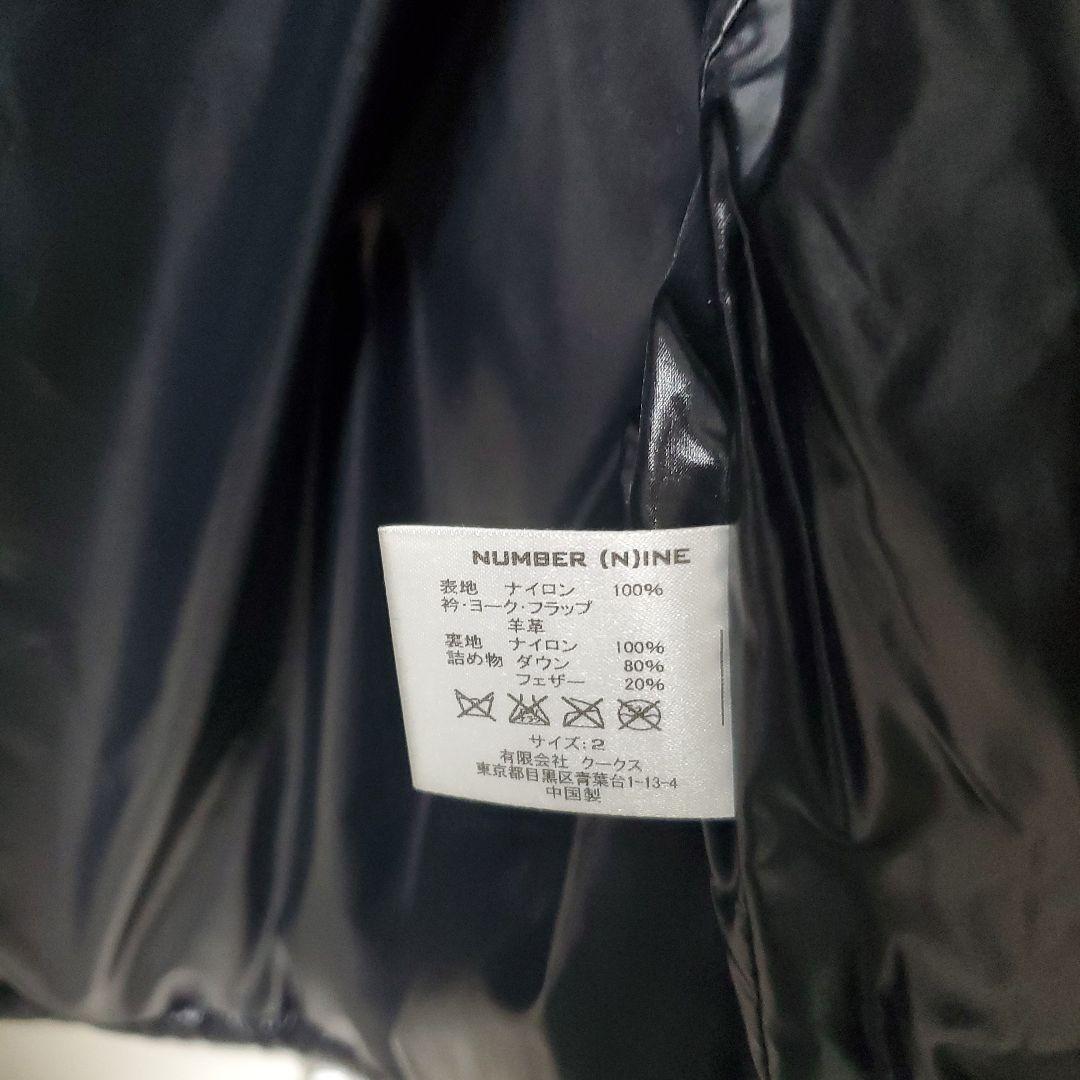 NUMBER (N)INE
表地 ナイロン 100%
衿・ヨーク・フラップ
羊革
裏地 ナイロン 100%
詰め物 ダウン 80%
フェザー 20%
サイズ:2
有限会社 クークス
東京都目黒区青葉台1-13-4
中国製